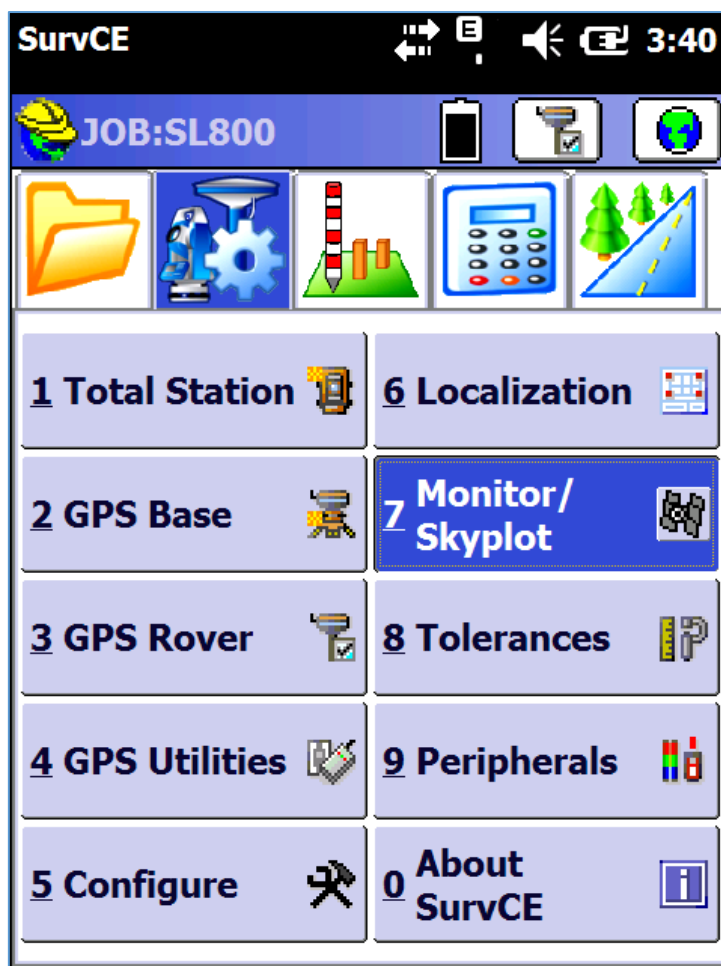 SurvCE E 3:40
JOB:SL800
1 Total Station
2 GPS Base
3 GPS Rover
4 GPS Utilities
5 Configure
6 Localization
7 Monitor/
Skyplot
8 Tolerances
9 Peripherals
0 About
SurvCE